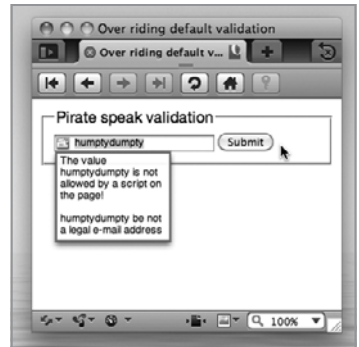 Over riding default validation
Over riding default v...
Pirate speak validation
humptydumpty
Submit
The value
humptydumpty is not
allowed by a script on
the page!
humptydumpty be not
a legal e-mail address
100%